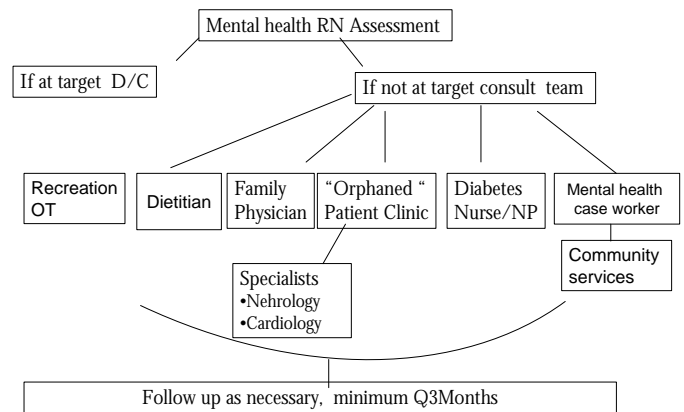 Mental health RN Assessment
If at target D/C
If not at target consult team
Recreation
OT
Dietitian
Family
Physician
“Orphaned “
Patient Clinic
Diabetes
Nurse/NP
Mental health
case worker
Community
services
Specialists
•Nehrology
•Cardiology
Follow up as necessary, minimum Q3Months